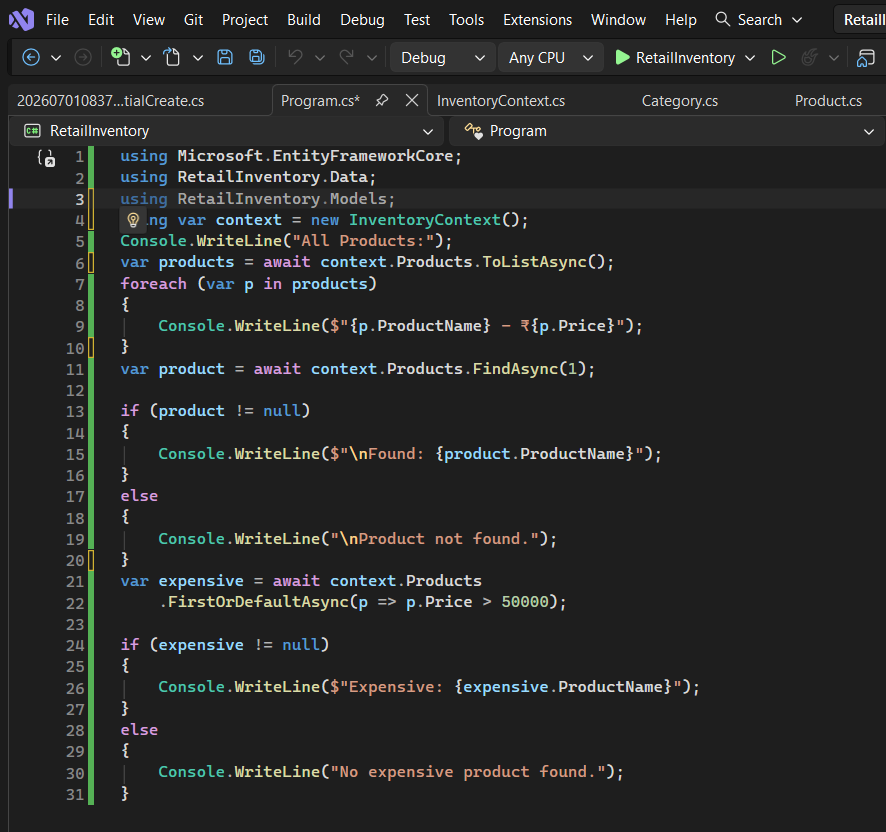 File Edit View Git Project Build Debug Test Tools Extensions Window Help Search Retaill
Debug Any CPU RetailInventory
202607010837...tialCreate.cs Program.cs* InventoryContext.cs Category.cs Product.cs
C# RetailInventory Program
1 using Microsoft.EntityFrameworkCore;
2 using RetailInventory.Data;
3 using RetailInventory.Models;
4 ng var context = new InventoryContext();
5 Console.WriteLine("All Products:");
6 var products = await context.Products.ToListAsync();
7 foreach (var p in products)
8 {
9 Console.WriteLine($"{p.ProductName} - ₹{p.Price}");
10 }
11 var product = await context.Products.FindAsync(1);
12
13 if (product != null)
14 {
15 Console.WriteLine($"\nFound: {product.ProductName}");
16 }
17 else
18 {
19 Console.WriteLine("\nProduct not found.");
20 }
21 var expensive = await context.Products
22 .FirstOrDefaultAsync(p => p.Price > 50000);
23
24 if (expensive != null)
25 {
26 Console.WriteLine($"Expensive: {expensive.ProductName}");
27 }
28 else
29 {
30 Console.WriteLine("No expensive product found.");
31 }